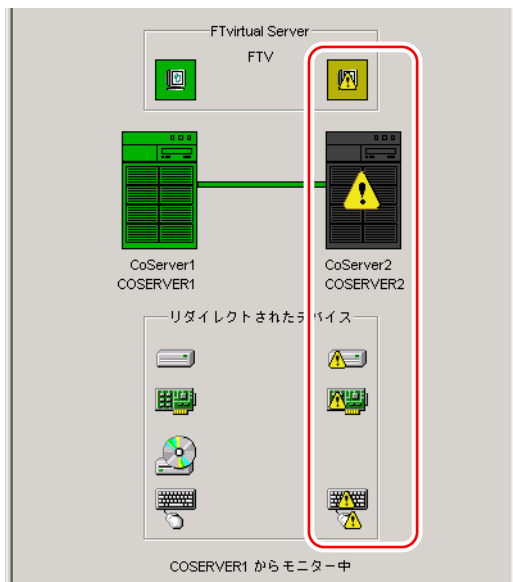 FTvirtual Server
FTV
CoServer1
COSERVER1
CoServer2
COSERVER2
リダイレクトされたデバイス
COSERVER1 からモニター中